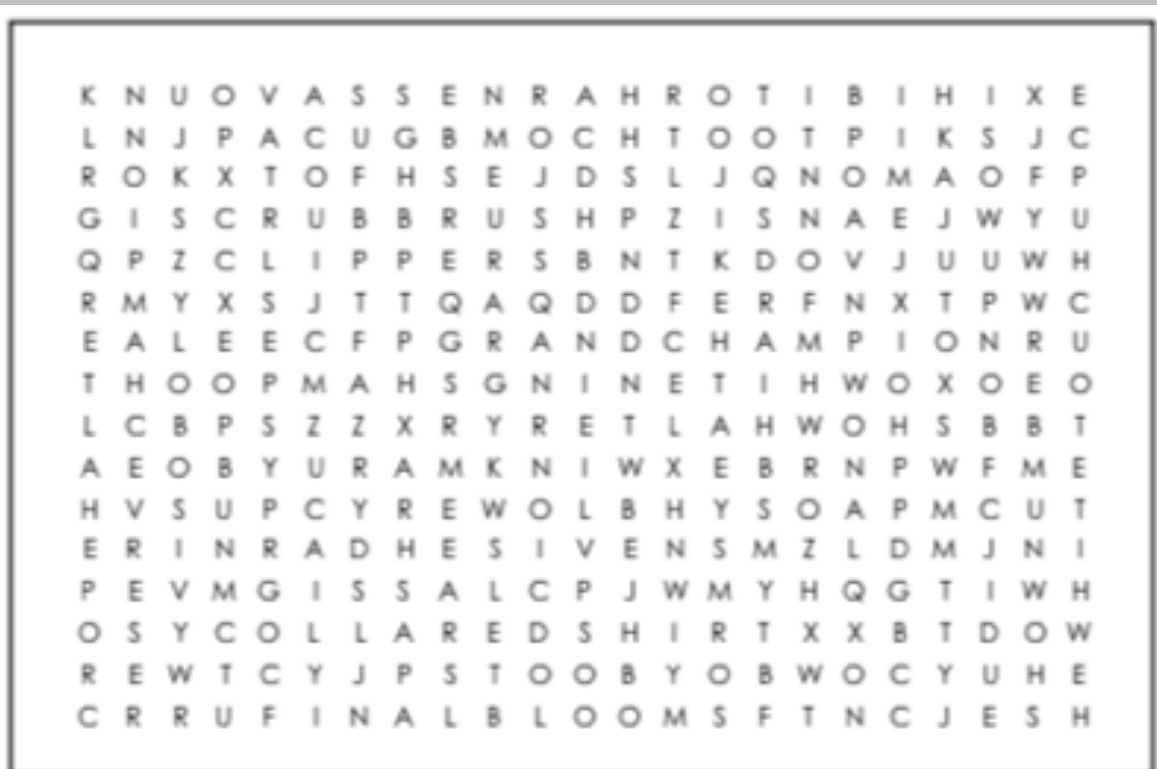 K N U O V A S S E N R A H R O T I B I H I X E
L N J P A C U G B M O C H T O O T P I K S J C
R O K X T O F H S E J D S L J Q N O M A O F P
G I S C R U B B R U S H P Z I S N A E J W Y U
Q P Z C L I P P E R S B N T K D O V J U U W H
R M Y X S J T T Q A Q D D F E R F N X T P W C
E A L E E C F P G R A N D C H A M P I O N R U
T H O O P M A H S G N I N E T I H W O X O E O
L C B P S Z Z X R Y R E T L A H W O H S B B T
A E O B Y U R A M K N I W X E B R N P W F M E
H V S U P C Y R E W O L B H Y S O A P M C U T
E R I N R A D H E S I V E N S M Z L D M J N I
P E V M G I S S A L C P J W M Y H Q G T I W H
O S Y C O L L A R E D S H I R T X X B T D O W
R E W T C Y J P S T O O B Y O B W O C Y U H E
C R R U F I N A L B L O O M S F T N C J E S H